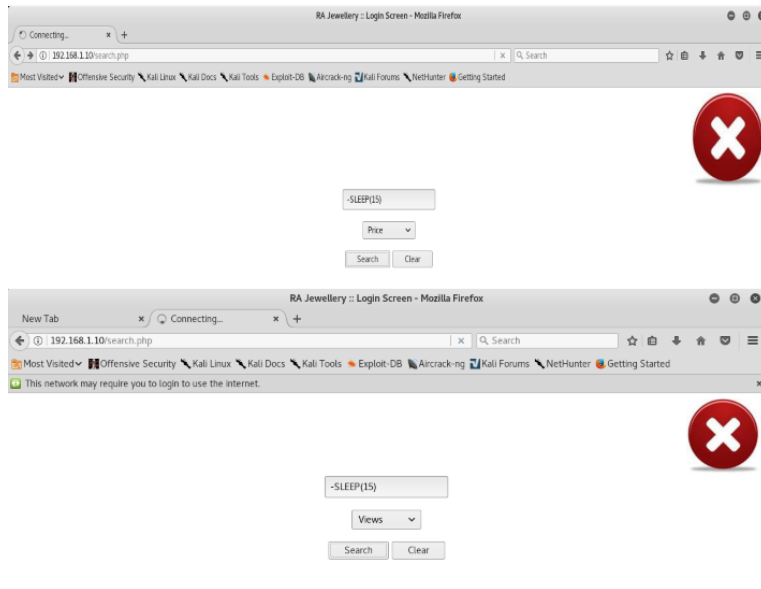 RA Jewellery :: Login Screen - Mozilla Firefox
Connecting...
192.168.1.10/search.php
Search
Most Visited Offensive Security Kali Linux Kali Docs Kali Tools Exploit-DB Aircrack-ng Kali Forums NetHunter Getting Started
-SLEEP(15)
Price
Search Clear
RA Jewellery :: Login Screen - Mozilla Firefox
New Tab Connecting...
192.168.1.10/search.php Search
Most Visited Offensive Security Kali Linux Kali Docs Kali Tools Exploit-DB Aircrack-ng Kali Forums NetHunter Getting Started
This network may require you to login to use the internet.
-SLEEP(15)
Views
Search Clear